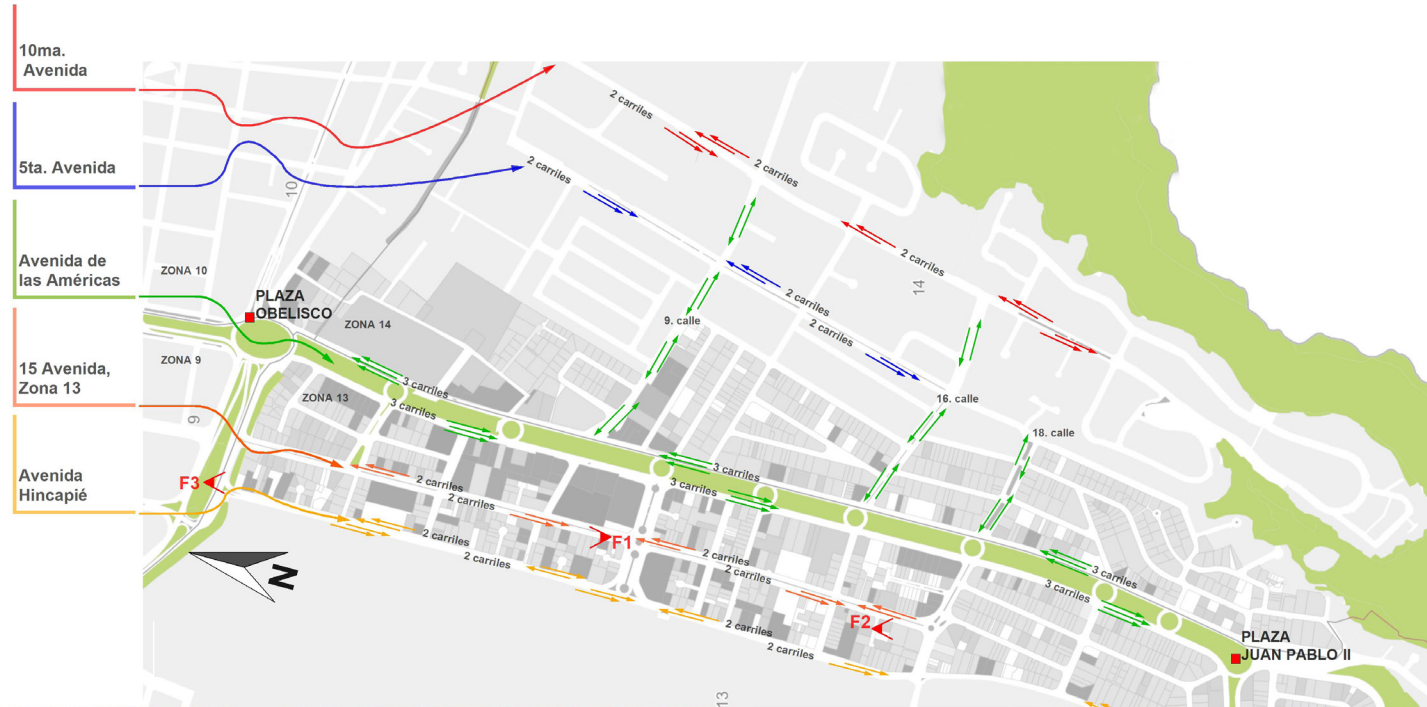 10ma.
Avenida
5ta. Avenida
Avenida de
las Américas
15 Avenida,
Zona 13
Avenida
Hincapié
2 carriles
2 carriles
2 carriles
2 carriles
2 carriles
2 carriles
10
14
ZONA 10
PLAZA
OBELISCO
ZONA 14
ZONA 9
ZONA 13
9
9. calle
16. calle
18. calle
3 carriles
3 carriles
3 carriles
3 carriles
3 carriles
3 carriles
2 carriles
2 carriles
2 carriles
2 carriles
2 carriles
2 carriles
2 carriles
2 carriles
F3
F1
F2
N
13
PLAZA
JUAN PABLO II